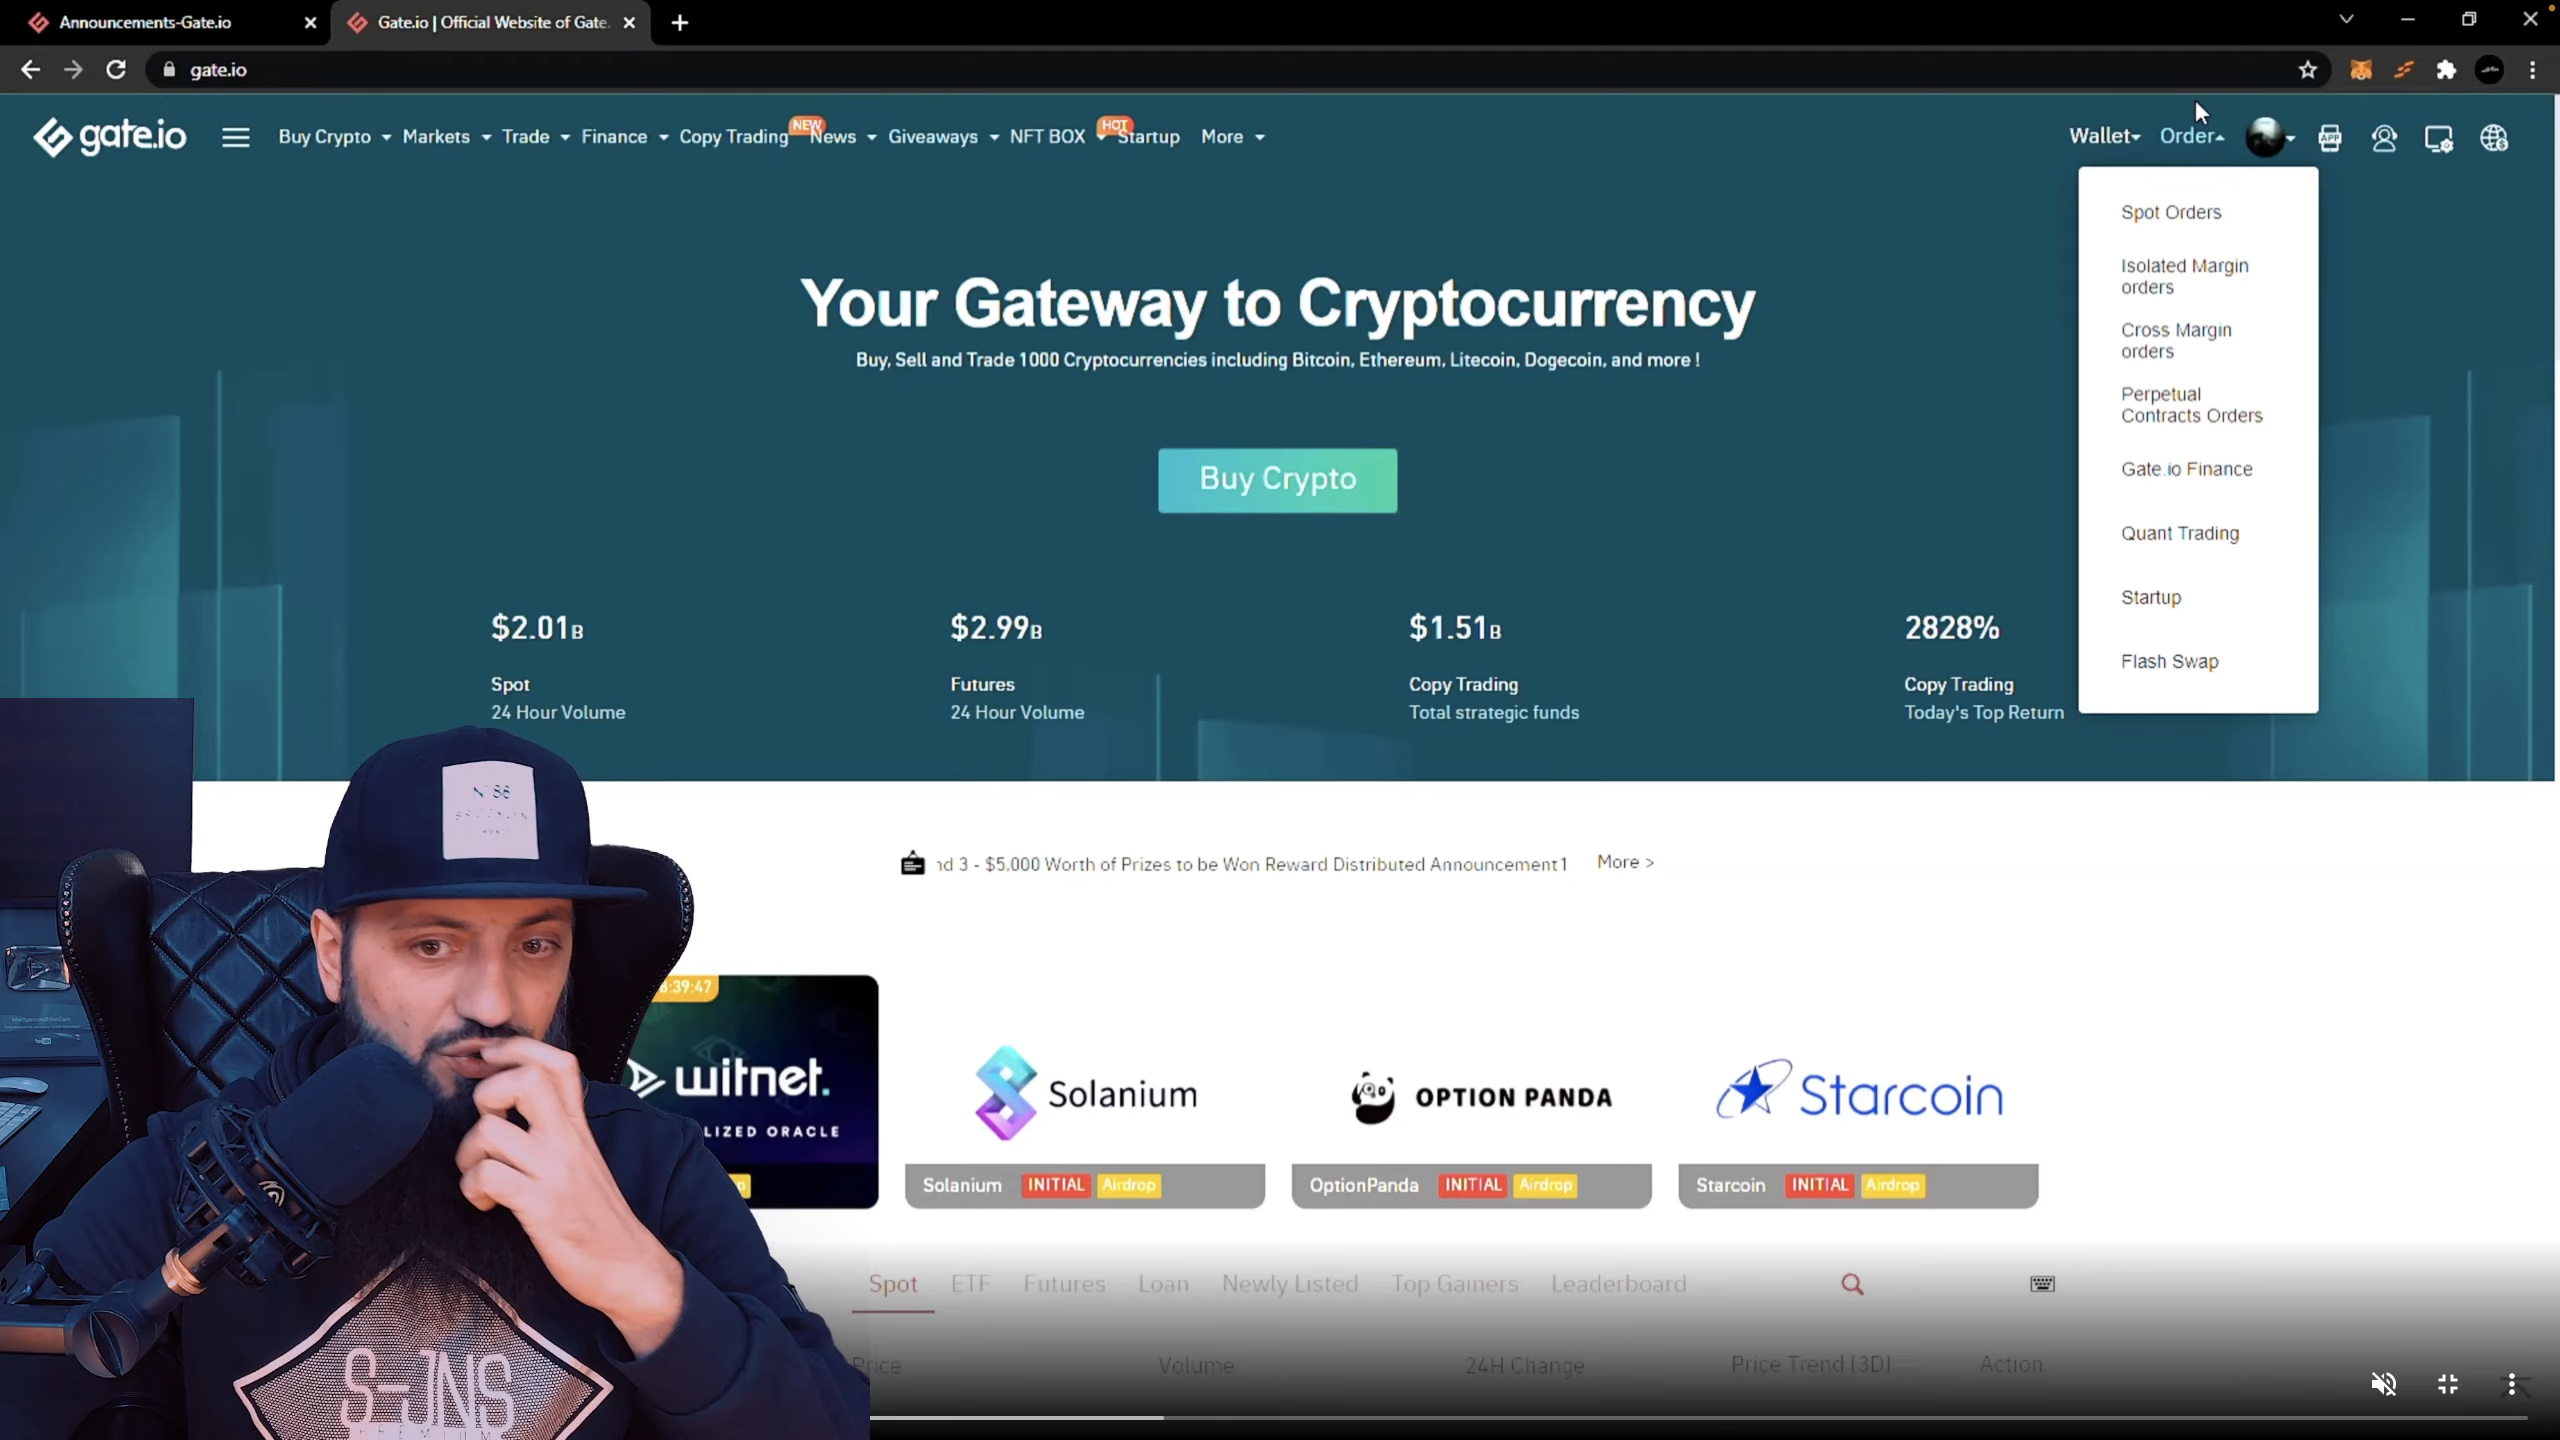 Announcements-Gate.io
Gate.io | Official Website of Gate.
gate.io
gate.io
Buy Crypto
Markets
Trade
Finance
Copy Trading
NEW
News
Giveaways
NFT BOX
HOT
Startup
More
Wallet
Order
APP
Spot Orders
Isolated Margin
orders
Cross Margin
orders
Perpetual
Contracts Orders
Gate.io Finance
Quant Trading
Startup
Flash Swap
Your Gateway to Cryptocurrency
Buy, Sell and Trade 1000 Cryptocurrencies including Bitcoin, Ethereum, Litecoin, Dogecoin, and more !
Buy Crypto
$2.01B
Spot
24 Hour Volume
$2.99B
Futures
24 Hour Volume
$1.51B
Copy Trading
Total strategic funds
2828%
Copy Trading
Today's Top Return
nd 3 - $5,000 Worth of Prizes to be Won Reward Distributed Announcement1
More >
8:39:47
witnet.
LIZED ORACLE
Solanium
Solanium INITIAL Airdrop
OPTION PANDA
OptionPanda INITIAL Airdrop
Starcoin
Starcoin INITIAL Airdrop
Spot
ETF
Futures
Loan
Newly Listed
Top Gainers
Leaderboard
Price
Volume
24H Change
Price Trend (3D)
Action
N°86
BROOKLYN
S-JNS